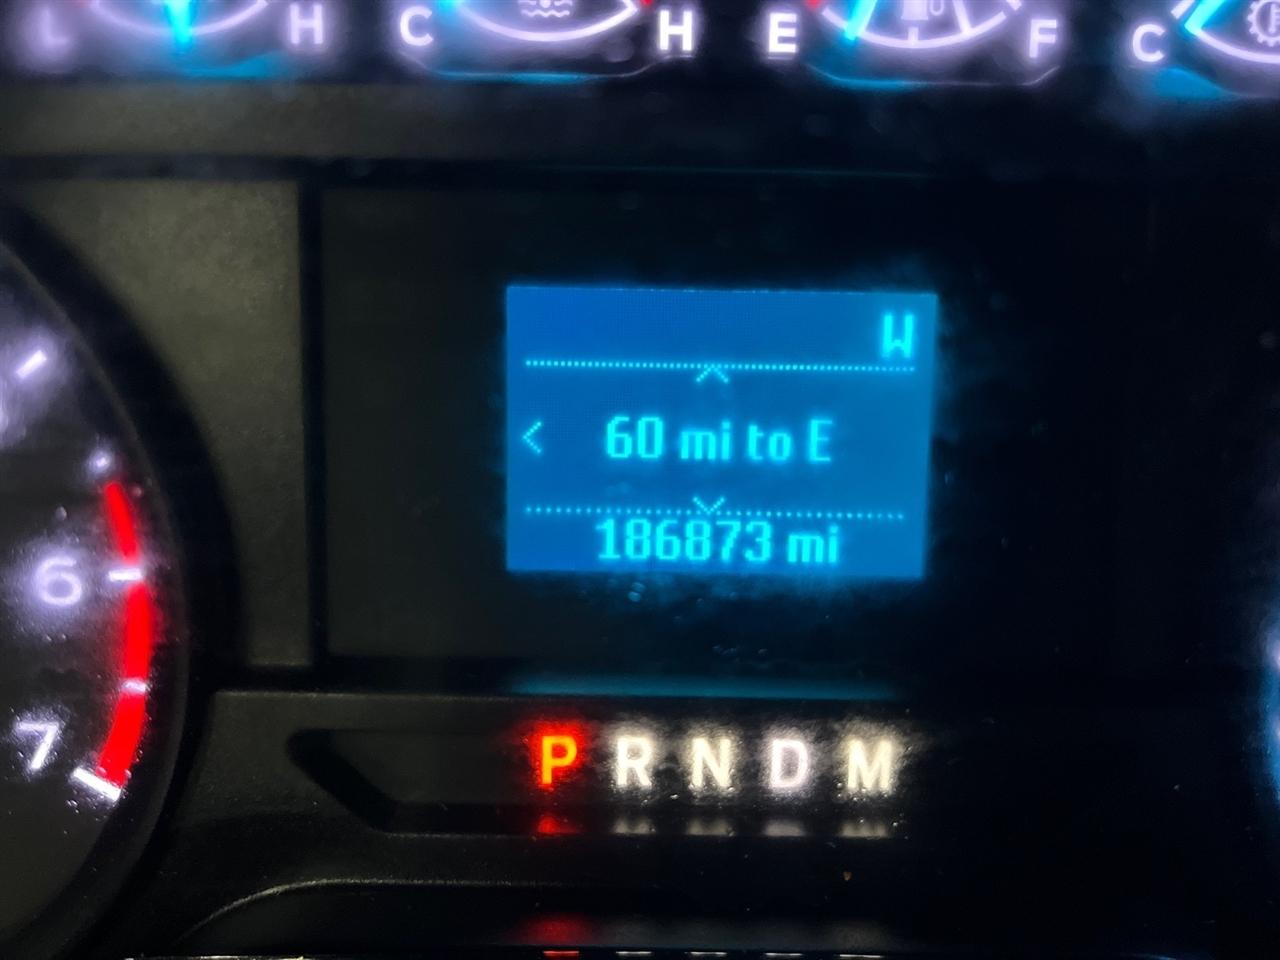 L H C H E F C
W
60 mi to E
186873 mi
6
7
P R N D M